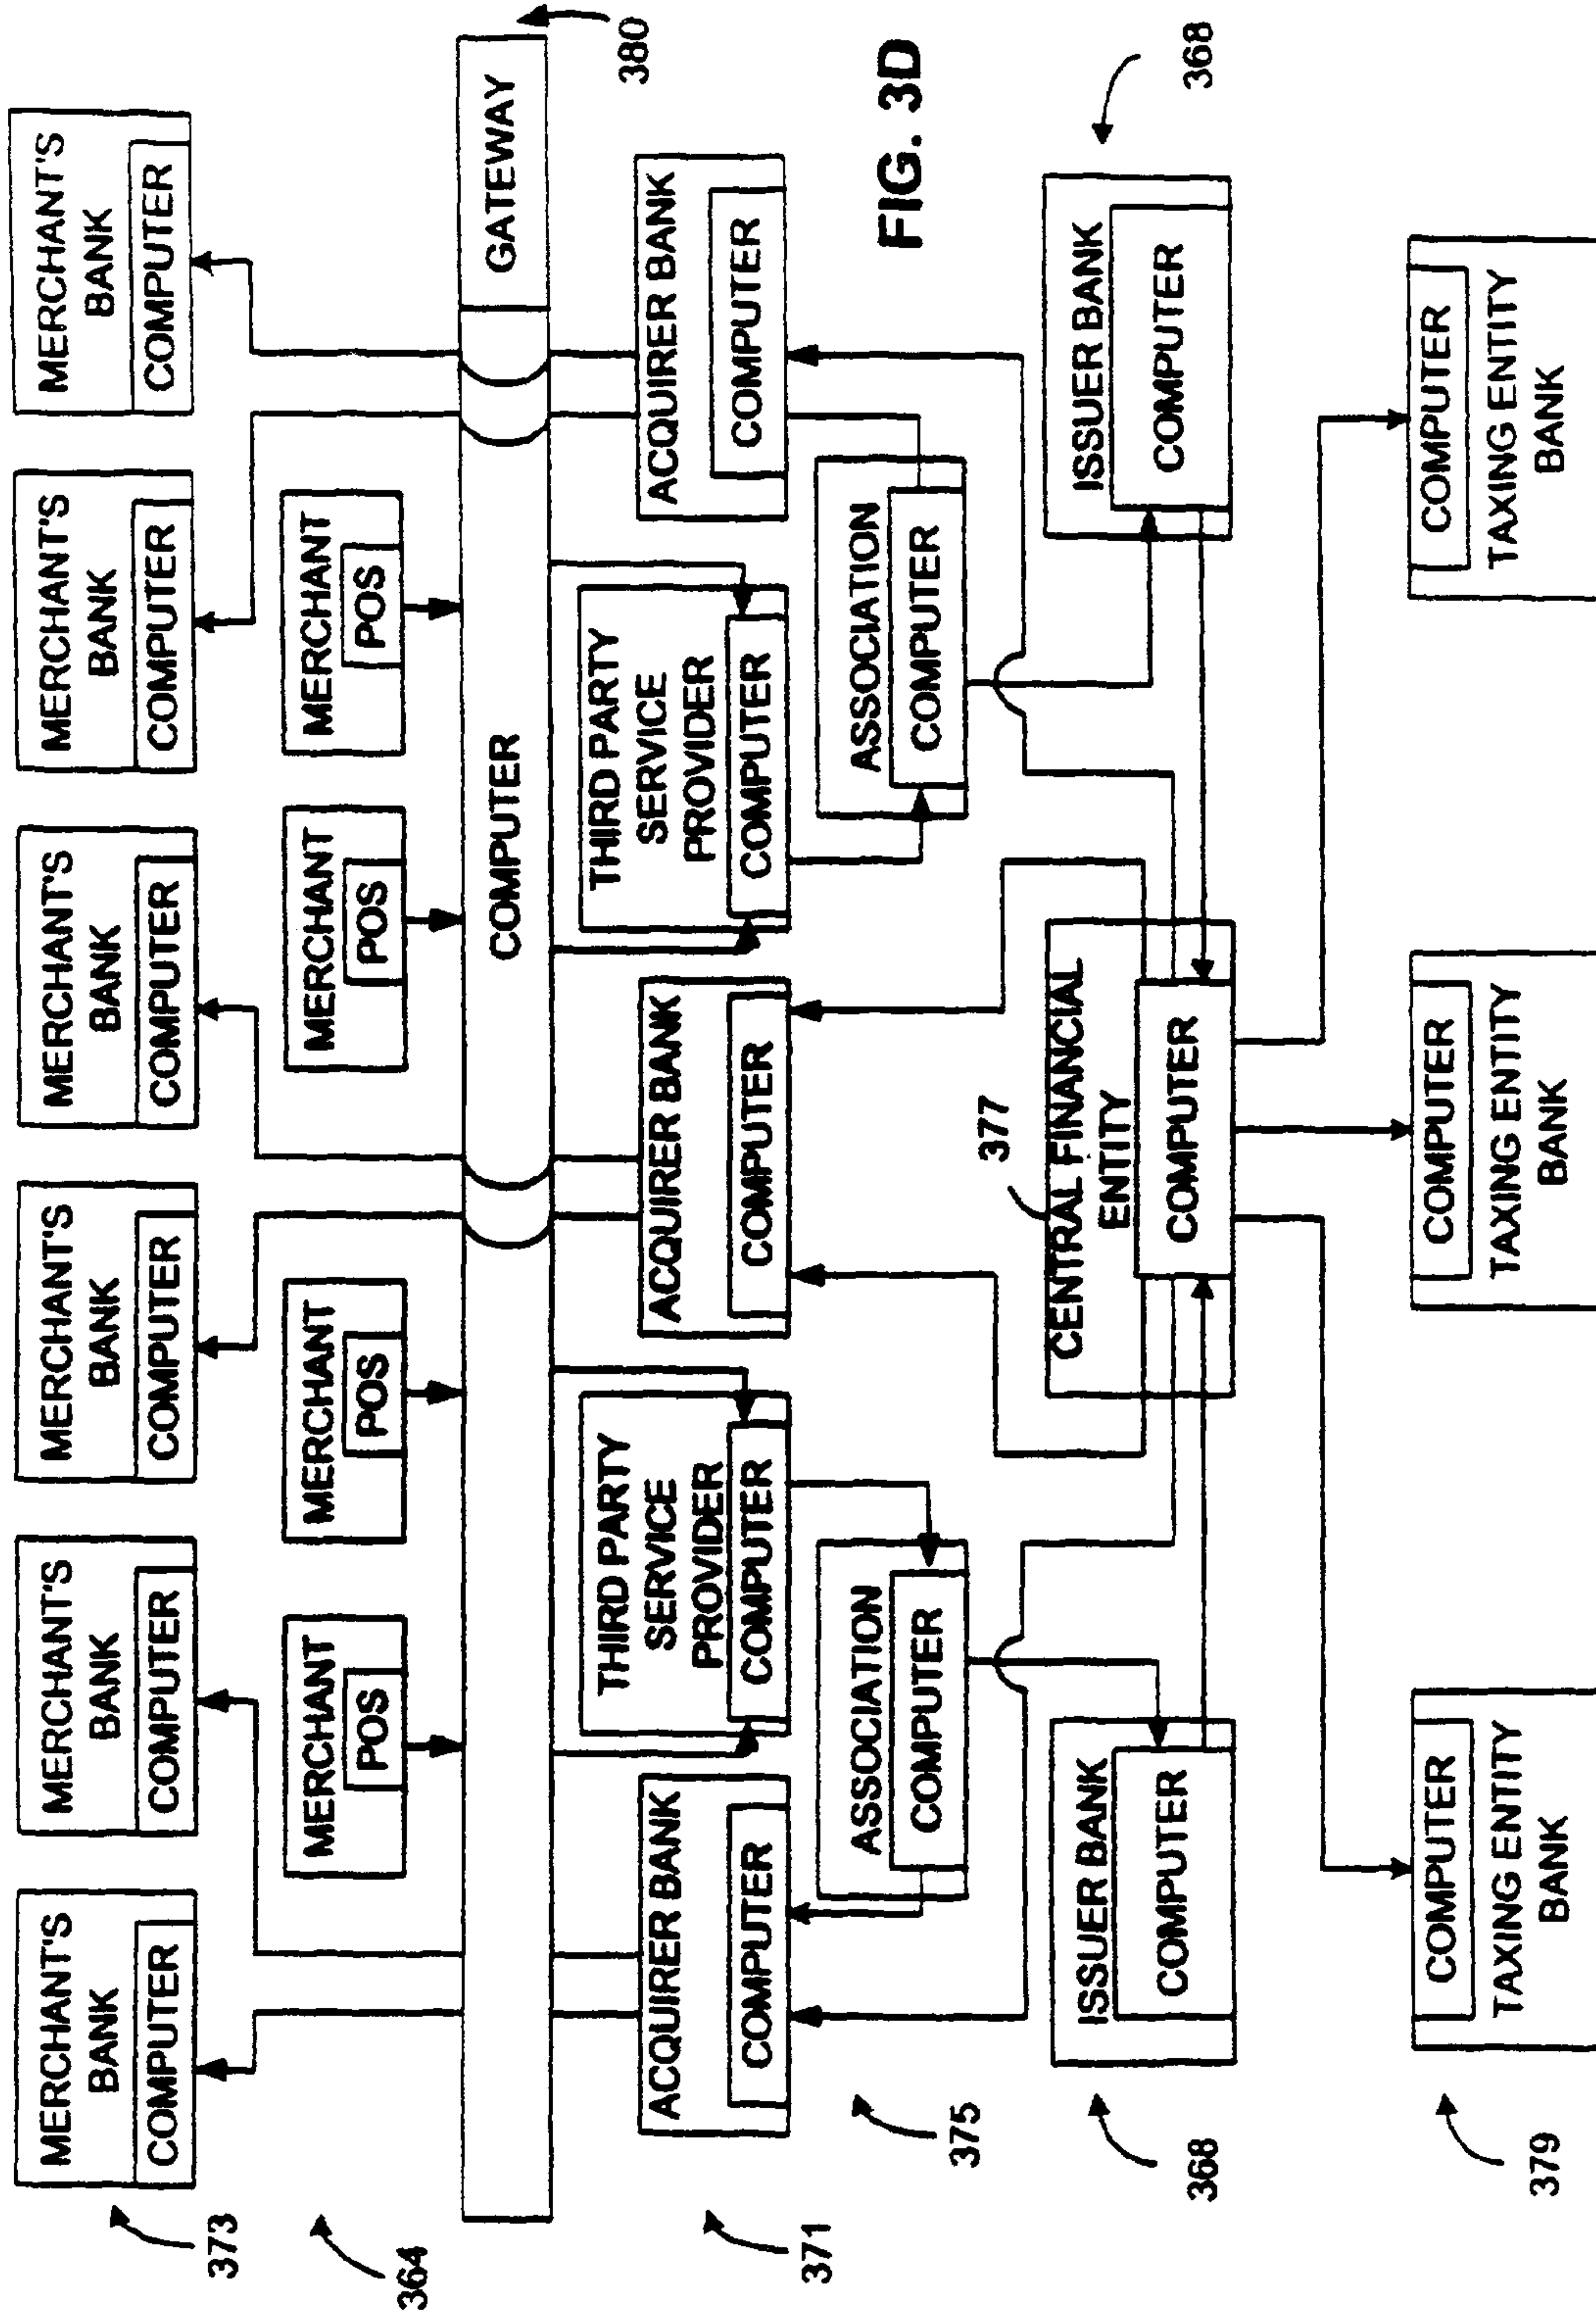 MERCHANT'S
BANK
COMPUTER
MERCHANT'S
BANK
COMPUTER
MERCHANT'S
BANK
COMPUTER
MERCHANT'S
BANK
COMPUTER
MERCHANT'S
BANK
COMPUTER
MERCHANT'S
BANK
COMPUTER
373
MERCHANT
POS
MERCHANT
POS
MERCHANT
POS
MERCHANT
POS
364
COMPUTER
GATEWAY
380
THIRD PARTY
SERVICE
PROVIDER
COMPUTER
THIRD PARTY
SERVICE
PROVIDER
COMPUTER
ACQUIRER BANK
COMPUTER
ACQUIRER BANK
COMPUTER
ACQUIRER BANK
COMPUTER
371
ASSOCIATION
COMPUTER
ASSOCIATION
COMPUTER
375
FIG. 3D
377
ISSUER BANK
COMPUTER
CENTRAL FINANCIAL
ENTITY
COMPUTER
ISSUER BANK
COMPUTER
368
368
COMPUTER
TAXING ENTITY
BANK
COMPUTER
TAXING ENTITY
BANK
COMPUTER
TAXING ENTITY
BANK
379